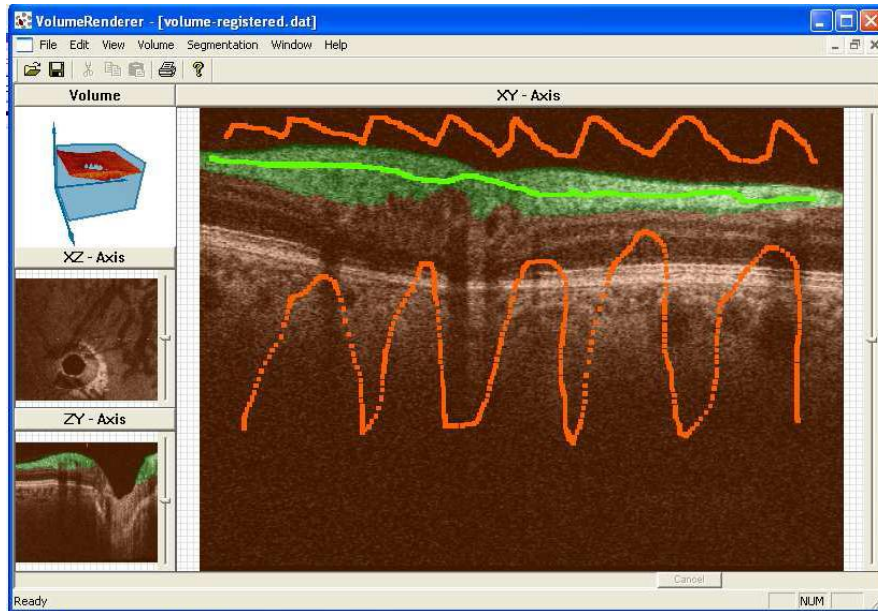 VolumeRenderer - [volume-registered.dat]
File Edit View Volume Segmentation Window Help
Volume
XY - Axis
XZ - Axis
ZY - Axis
Cancel
Ready
NUM